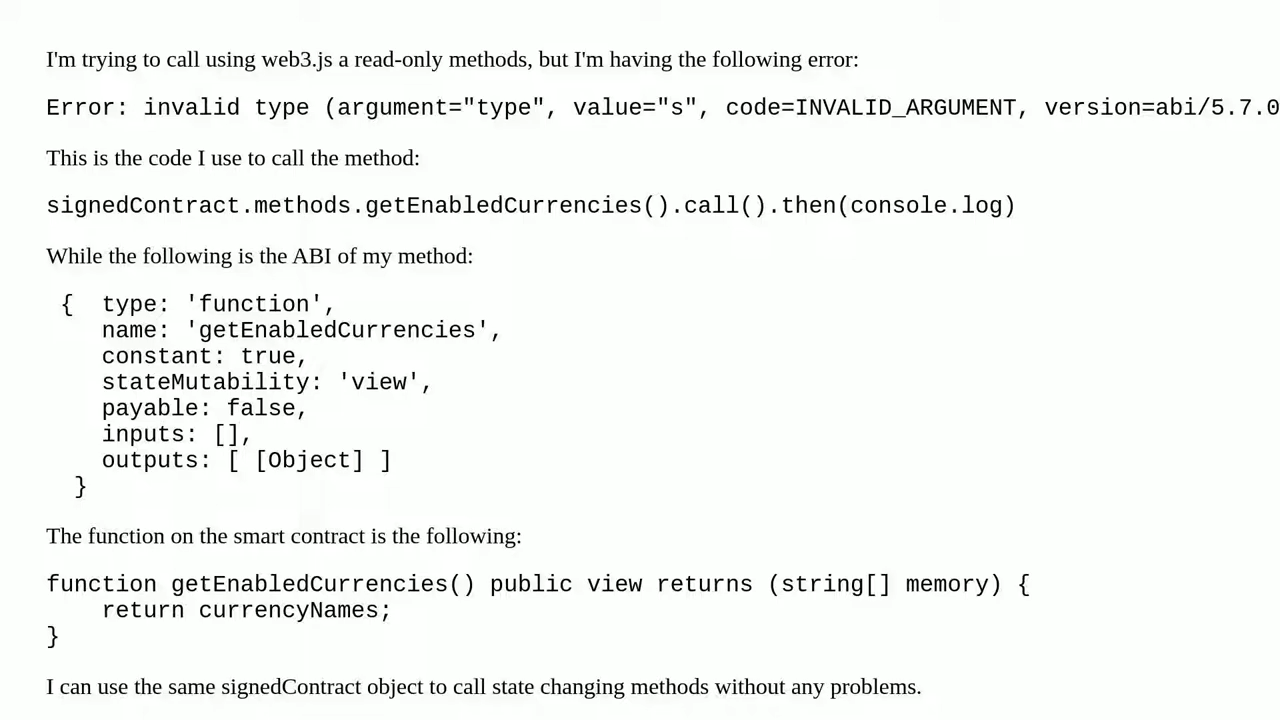 I'm trying to call using web3.js a read-only methods, but I'm having the following error:
Error: invalid type (argument="type", value="s", code=INVALID_ARGUMENT, version=abi/5.7.0
This is the code I use to call the method:
signedContract.methods.getEnabledCurrencies().call().then(console.log)
While the following is the ABI of my method:
{  type: 'function',
name: 'getEnabledCurrencies',
constant: true,
stateMutability: 'view',
payable: false,
inputs: [],
outputs: [ [Object] ]
}
The function on the smart contract is the following:
function getEnabledCurrencies() public view returns (string[] memory) {
return currencyNames;
}
I can use the same signedContract object to call state changing methods without any problems.